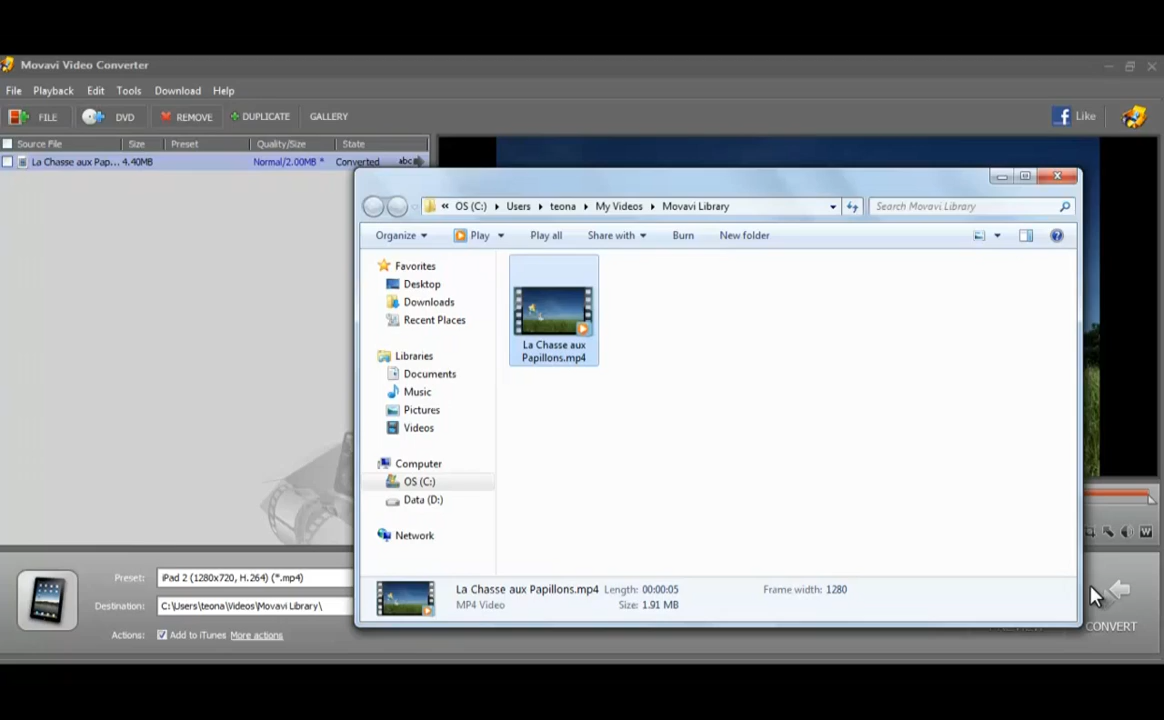 Movavi Video Converter
File Playback Edit Tools Download Help
FILE DVD REMOVE DUPLICATE GALLERY Like
Source File Size Preset Quality/Size State
La Chasse aux Pap... 4.40MB Normal/2.00MB * Converted abc
« OS (C:) Users teona My Videos Movavi Library Search Movavi Library
Organize Play Play all Share with Burn New folder
Favorites
Desktop
Downloads
Recent Places
Libraries
Documents
Music
Pictures
Videos
Computer
OS (C:)
Data (D:)
Network
La Chasse aux
Papillons.mp4
La Chasse aux Papillons.mp4 Length: 00:00:05 Frame width: 1280
MP4 Video Size: 1.91 MB
Preset: iPad 2 (1280x720, H.264) (*.mp4)
Destination: C:\Users\teona\Videos\Movavi Library\
Actions: Add to iTunes More actions
W
CONVERT